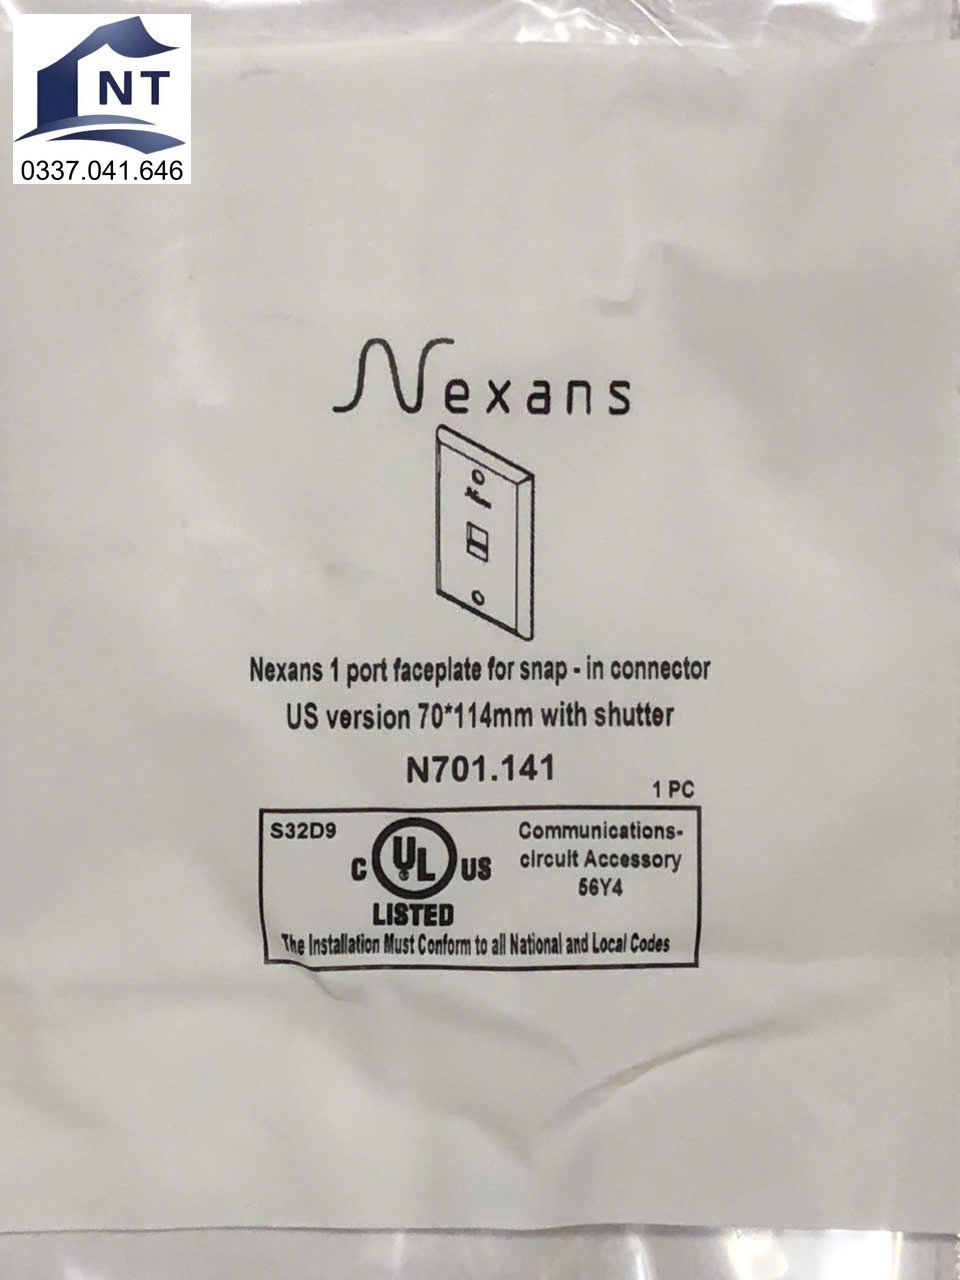 NT
0337.041.646
Nexans
Nexans 1 port faceplate for snap - in connector
US version 70*114mm with shutter
N701.141
1 PC
S32D9
C UL US
LISTED
Communications-
circuit Accessory
56Y4
The Installation Must Conform to all National and Local Codes